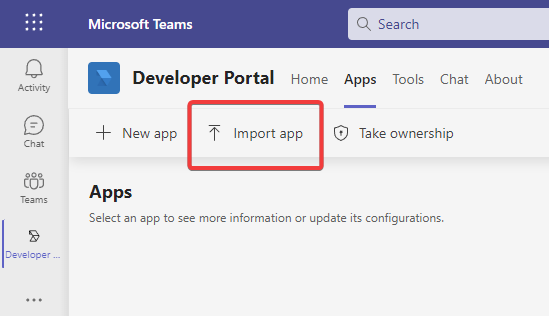 Microsoft Teams
Search
Activity
Chat
Teams
Developer ...
Developer Portal
Home Apps Tools Chat About
New app Import app Take ownership
Apps
Select an app to see more information or update its configurations.